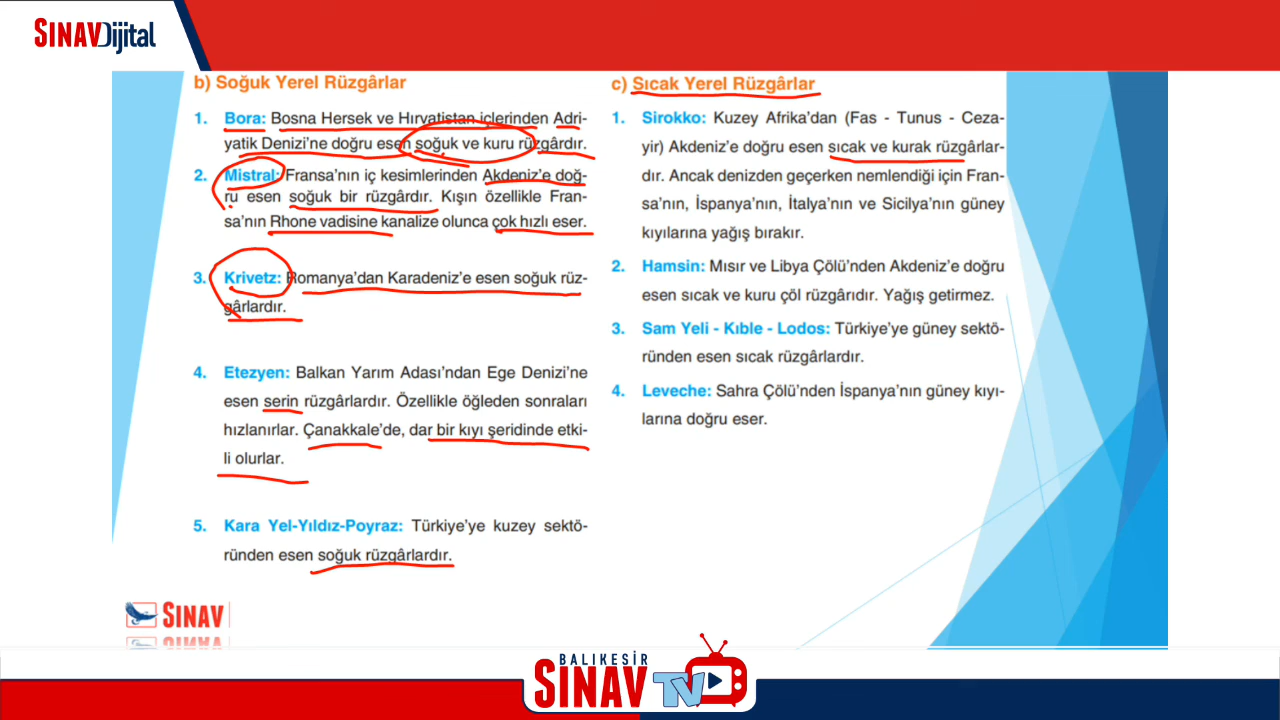 SINAVDijital
b) Soğuk Yerel Rüzgârlar
1. Bora: Bosna Hersek ve Hırvatistan içlerinden Adri-
yatik Denizi'ne doğru esen soğuk ve kuru rüzgârdır.
2. Mistral: Fransa'nın iç kesimlerinden Akdeniz'e doğ-
ru esen soğuk bir rüzgârdır. Kışın özellikle Fran-
sa'nın Rhone vadisine kanalize olunca çok hızlı eser.
3. Krivetz: Romanya'dan Karadeniz'e esen soğuk rüz-
gârlardır.
4. Etezyen: Balkan Yarım Adası'ndan Ege Denizi'ne
esen serin rüzgârlardır. Özellikle öğleden sonraları
hızlanırlar. Çanakkale'de, dar bir kıyı şeridinde etki-
li olurlar.
5. Kara Yel-Yıldız-Poyraz: Türkiye'ye kuzey sektö-
ründen esen soğuk rüzgârlardır.
c) Sıcak Yerel Rüzgârlar
1. Sirokko: Kuzey Afrika'dan (Fas - Tunus - Ceza-
yir) Akdeniz'e doğru esen sıcak ve kurak rüzgârlar-
dır. Ancak denizden geçerken nemlendiği için Fran-
sa'nın, İspanya'nın, İtalya'nın ve Sicilya'nın güney
kıyılarına yağış bırakır.
2. Hamsin: Mısır ve Libya Çölü'nden Akdeniz'e doğru
esen sıcak ve kuru çöl rüzgârıdır. Yağış getirmez.
3. Sam Yeli - Kıble - Lodos: Türkiye'ye güney sektö-
ründen esen sıcak rüzgârlardır.
4. Leveche: Sahra Çölü'nden İspanya'nın güney kıyı-
larına doğru eser.
SINAV
BALIKESİR
SINAV TV